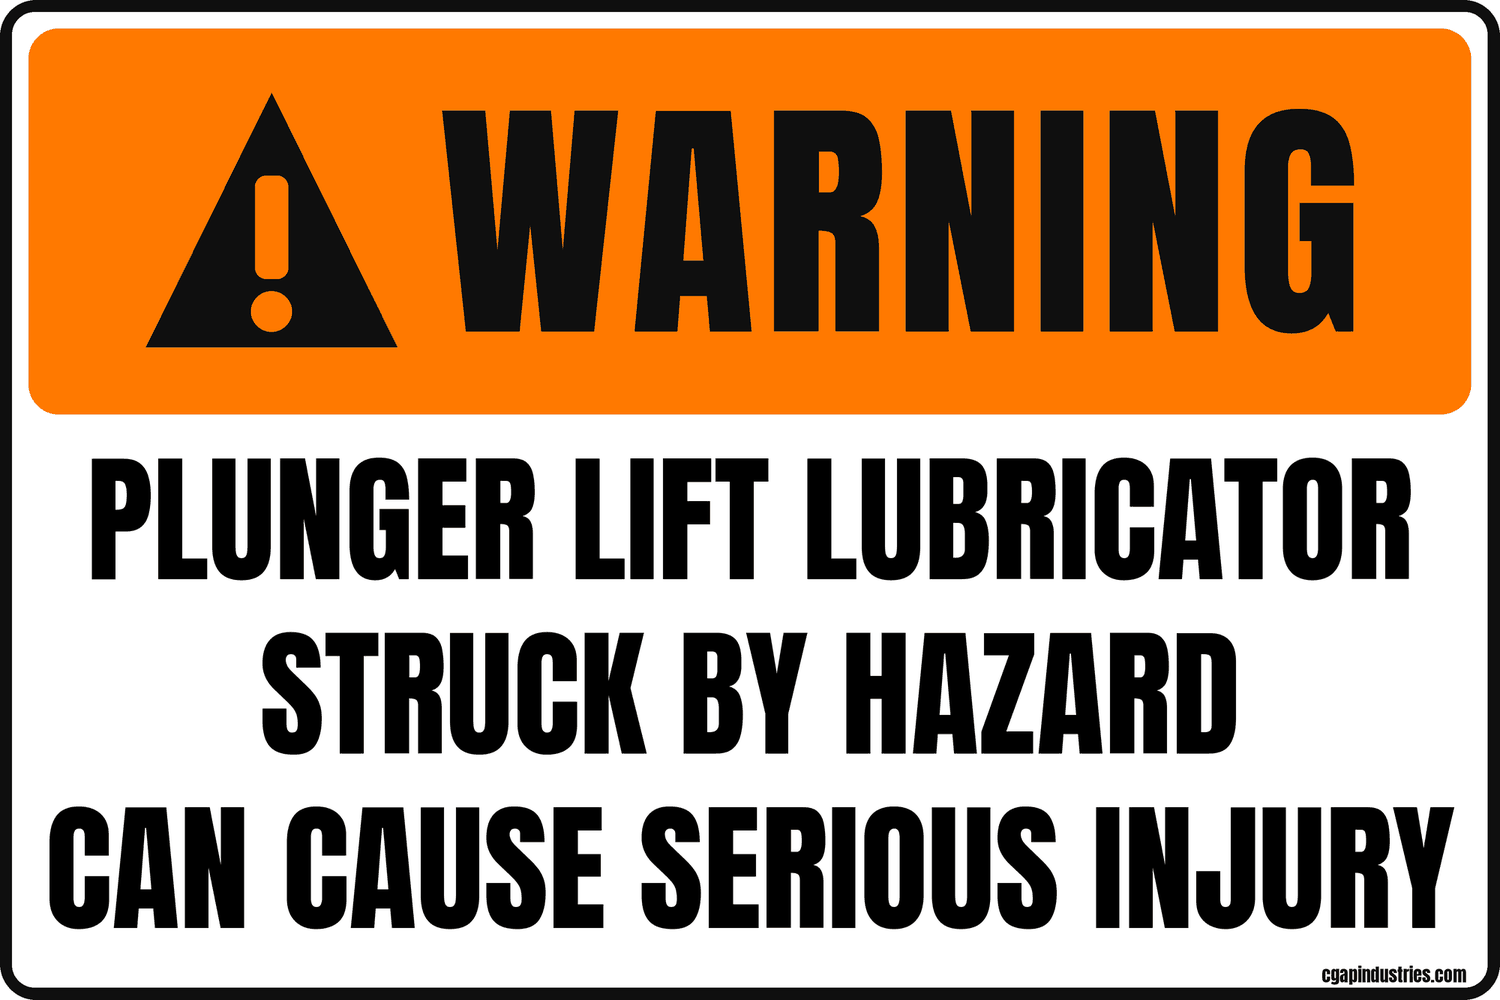 WARNING
PLUNGER LIFT LUBRICATOR
STRUCK BY HAZARD
CAN CAUSE SERIOUS INJURY
cgapindustries.com